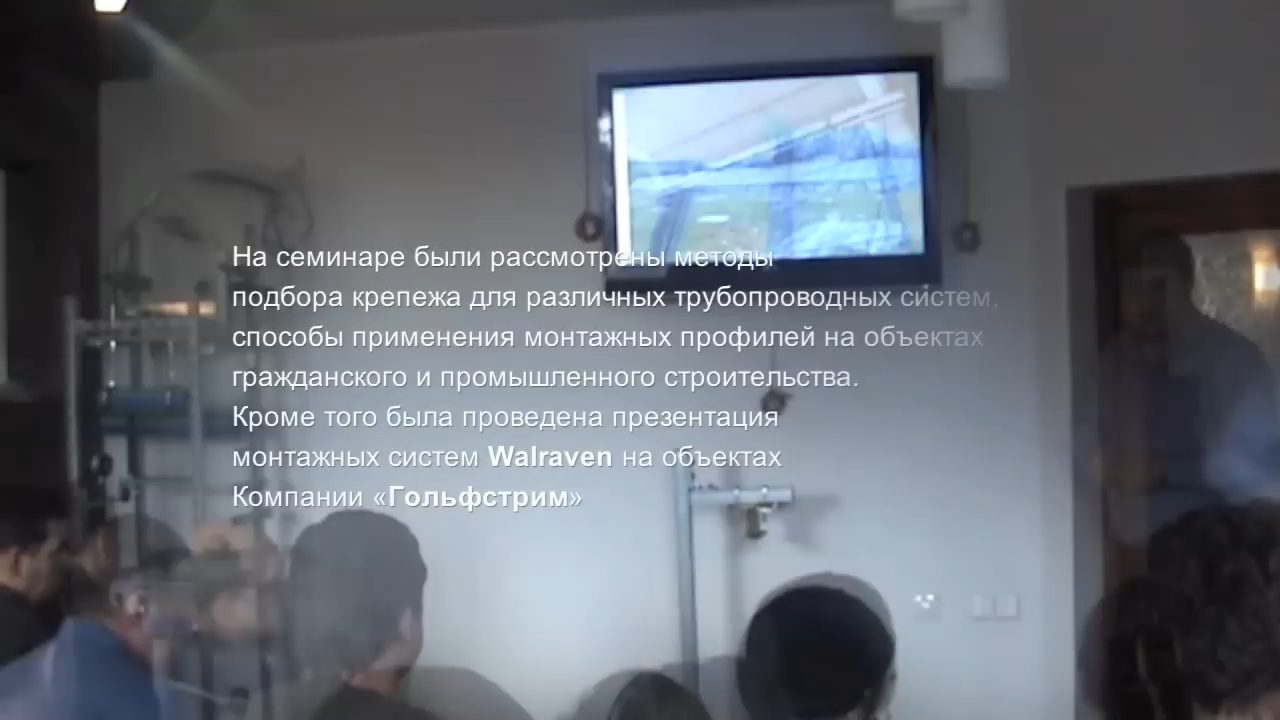 На семинаре были рассмотрены методы
подбора крепежа для различных трубопроводных систем,
способы применения монтажных профилей на объектах
гражданского и промышленного строительства.
Кроме того была проведена презентация
монтажных систем Walraven на объектах
Компании «Гольфстрим»